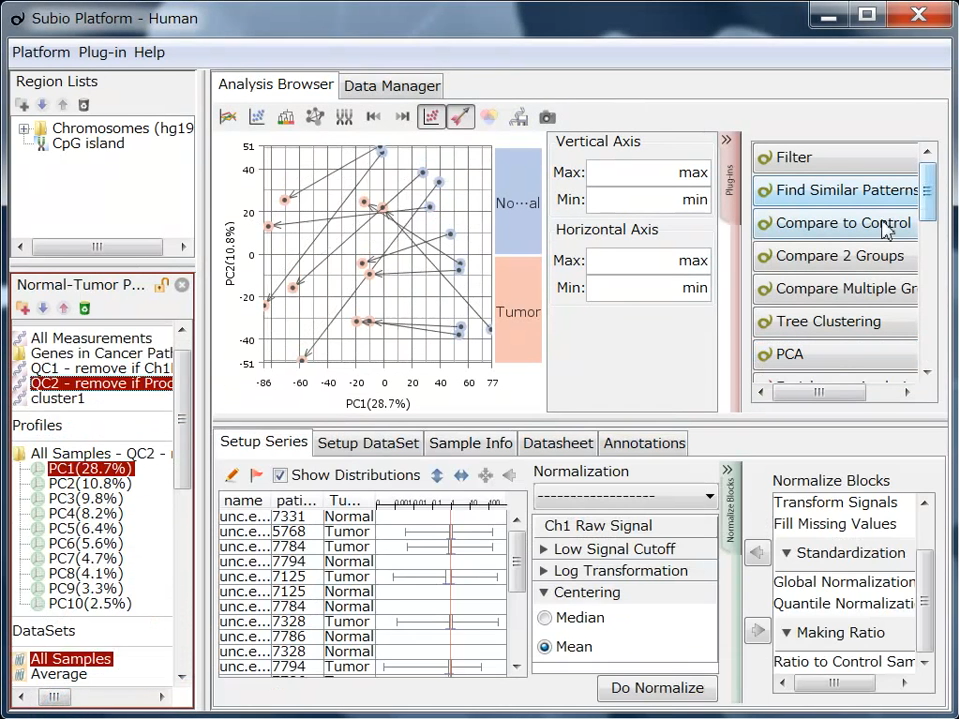 Subio Platform - Human
Platform Plug-in Help
Region Lists
Chromosomes (hg19
CpG island
Normal-Tumor P...
All Measurements
Genes in Cancer Pat
QC1 - remove if Ch1
QC2 - remove if Proc
cluster1
Profiles
All Samples - QC2 -
PC1(28.7%)
PC2(10.8%)
PC3(9.8%)
PC4(8.2%)
PC5(6.4%)
PC6(5.6%)
PC7(4.7%)
PC8(4.1%)
PC9(3.3%)
PC10(2.5%)
DataSets
All Samples
Average
Analysis Browser Data Manager
51
40
20
0
-20
-40
-51
PC2(10.8%)
-86 -60 -40 -20 0 20 40 60 77
PC1(28.7%)
No…al
Tumor
Vertical Axis
Max: max
Min: min
Horizontal Axis
Max: max
Min: min
Plug-ins
Filter
Find Similar Patterns
Compare to Control
Compare 2 Groups
Compare Multiple Gr
Tree Clustering
PCA
Setup Series Setup DataSet Sample Info Datasheet Annotations
Show Distributions
name pati... Tu...
unc.e... 7331 Normal
unc.e... 5768 Tumor
unc.e... 7784 Tumor
unc.e... 7794 Normal
unc.e... 7125 Tumor
unc.e... 7125 Normal
unc.e... 7784 Normal
unc.e... 7328 Tumor
unc.e... 7786 Normal
unc.e... 7328 Normal
unc.e... 7794 Tumor
Normalization
Ch1 Raw Signal
Low Signal Cutoff
Log Transformation
Centering
Median
Mean
Do Normalize
Normalize Blocks
Normalize Blocks
Transform Signals
Fill Missing Values
Standardization
Global Normalization
Quantile Normalizati
Making Ratio
Ratio to Control Sam